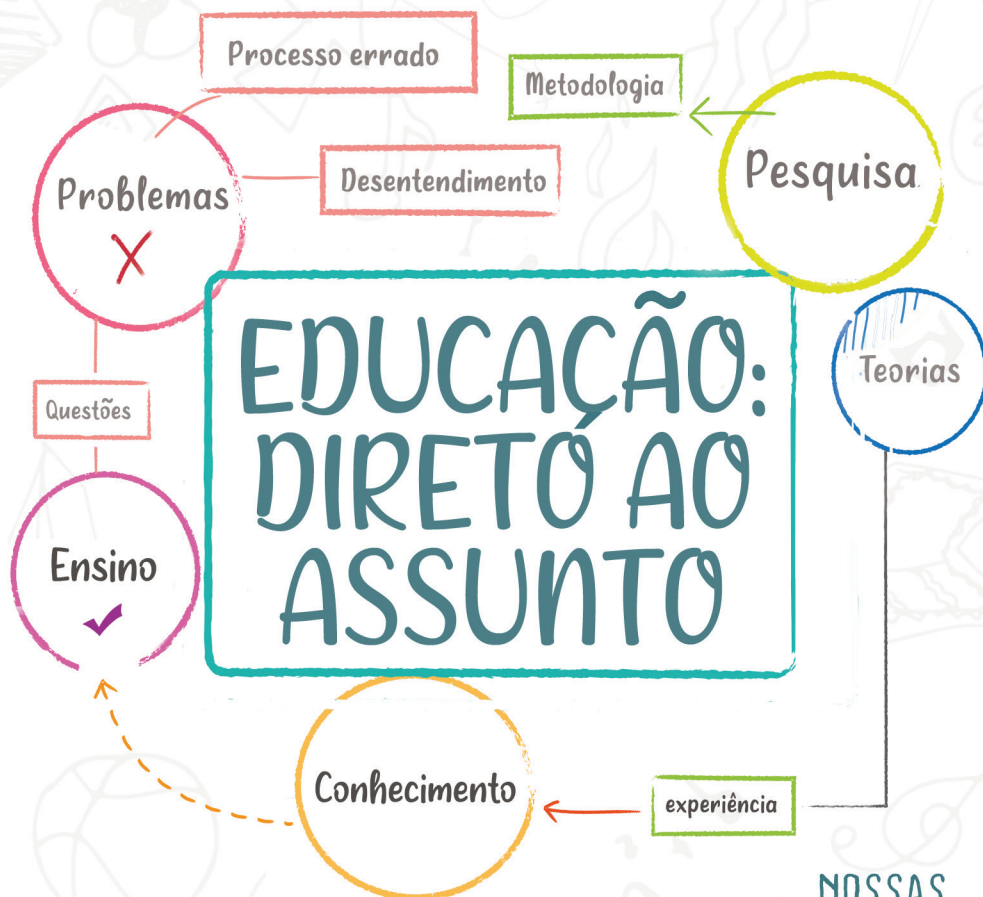 Processo errado
Metodologia
Pesquisa
Problemas
Desentendimento
EDUCAÇÃO:
DIRETO AO
ASSUNTO
Teorias
Questões
Ensino
Conhecimento
experiência
NOSSAS